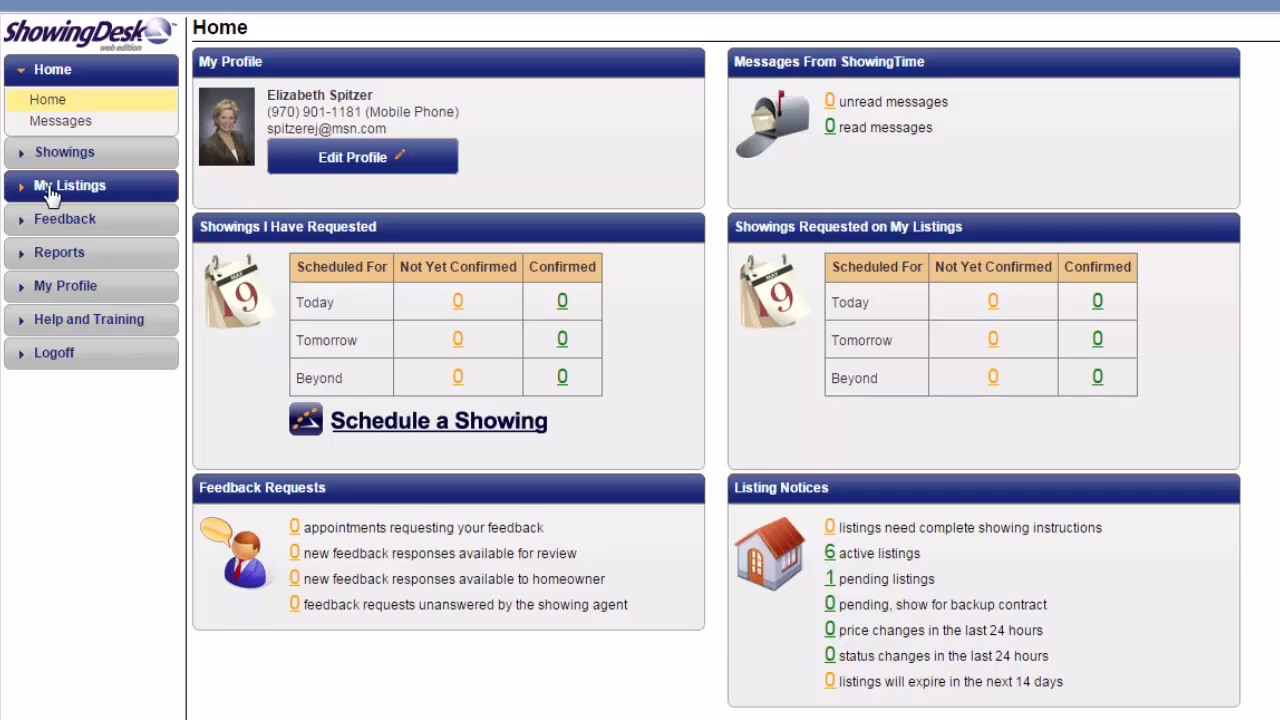 ShowingDesk™
web edition
Home
Home
Home
Messages
Showings
My Listings
Feedback
Reports
My Profile
Help and Training
Logoff
My Profile
Elizabeth Spitzer
(970) 901-1181 (Mobile Phone)
spitzerej@msn.com
Edit Profile
Messages From ShowingTime
0 unread messages
0 read messages
Showings I Have Requested
MAY
19
Scheduled For Not Yet Confirmed Confirmed
Today 0 0
Tomorrow 0 0
Beyond 0 0
Schedule a Showing
Showings Requested on My Listings
MAY
19
Scheduled For Not Yet Confirmed Confirmed
Today 0 0
Tomorrow 0 0
Beyond 0 0
Feedback Requests
0 appointments requesting your feedback
0 new feedback responses available for review
0 new feedback responses available to homeowner
0 feedback requests unanswered by the showing agent
Listing Notices
0 listings need complete showing instructions
6 active listings
1 pending listings
0 pending, show for backup contract
0 price changes in the last 24 hours
0 status changes in the last 24 hours
0 listings will expire in the next 14 days